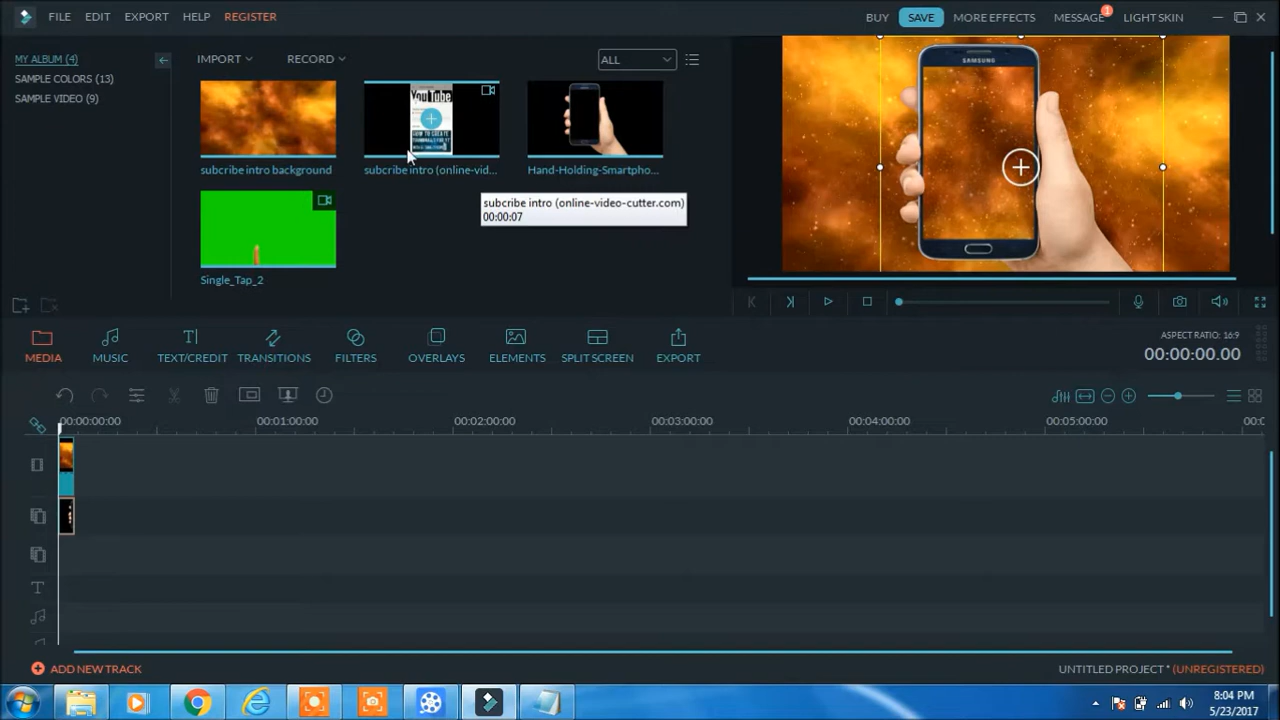 FILE EDIT EXPORT HELP REGISTER
BUY SAVE MORE EFFECTS MESSAGE 1 LIGHT SKIN
MY ALBUM (4)
SAMPLE COLORS (13)
SAMPLE VIDEO (9)
IMPORT RECORD ALL
YouTube
subcribe intro background
subcribe intro (online-vid...
Hand-Holding-Smartpho...
subcribe intro (online-video-cutter.com)
00:00:07
Single_Tap_2
SAMSUNG
MEDIA MUSIC TEXT/CREDIT TRANSITIONS FILTERS OVERLAYS ELEMENTS SPLIT SCREEN EXPORT
ASPECT RATIO: 16:9
00:00:00.00
00:00:00:00 00:01:00:00 00:02:00:00 00:03:00:00 00:04:00:00 00:05:00:00 00:0
ADD NEW TRACK
UNTITLED PROJECT * (UNREGISTERED)
8:04 PM
5/23/2017